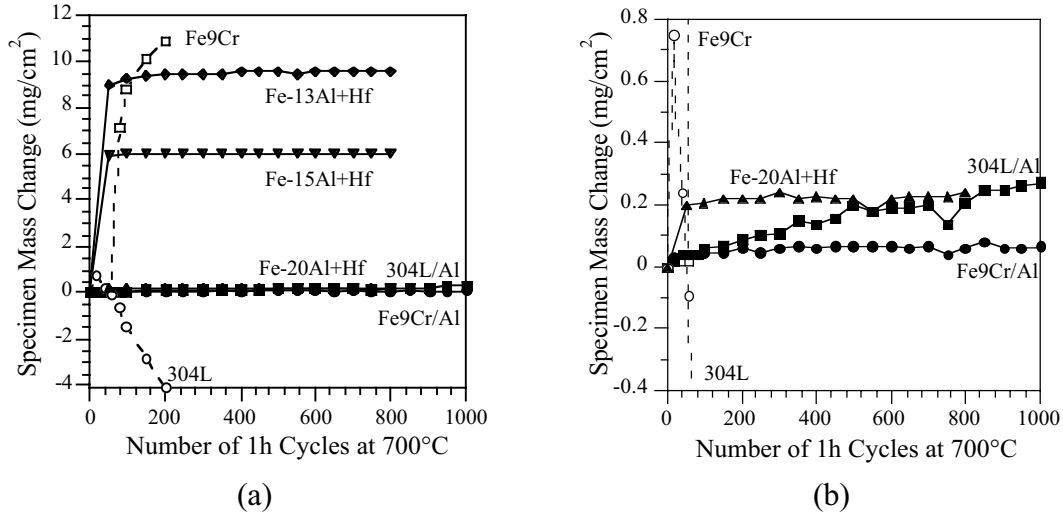 Specimen Mass Change (mg/cm²)
12
10
8
6
4
2
0
-2
-4
Fe9Cr
Fe-13Al+Hf
Fe-15Al+Hf
Fe-20Al+Hf
304L/Al
Fe9Cr/Al
304L
0 200 400 600 800 1000
Number of 1h Cycles at 700°C
(a)
Specimen Mass Change (mg/cm²)
0.8
0.6
0.4
0.2
0
-0.2
-0.4
Fe9Cr
304L/Al
Fe-20Al+Hf
Fe9Cr/Al
304L
0 200 400 600 800 1000
Number of 1h Cycles at 700°C
(b)